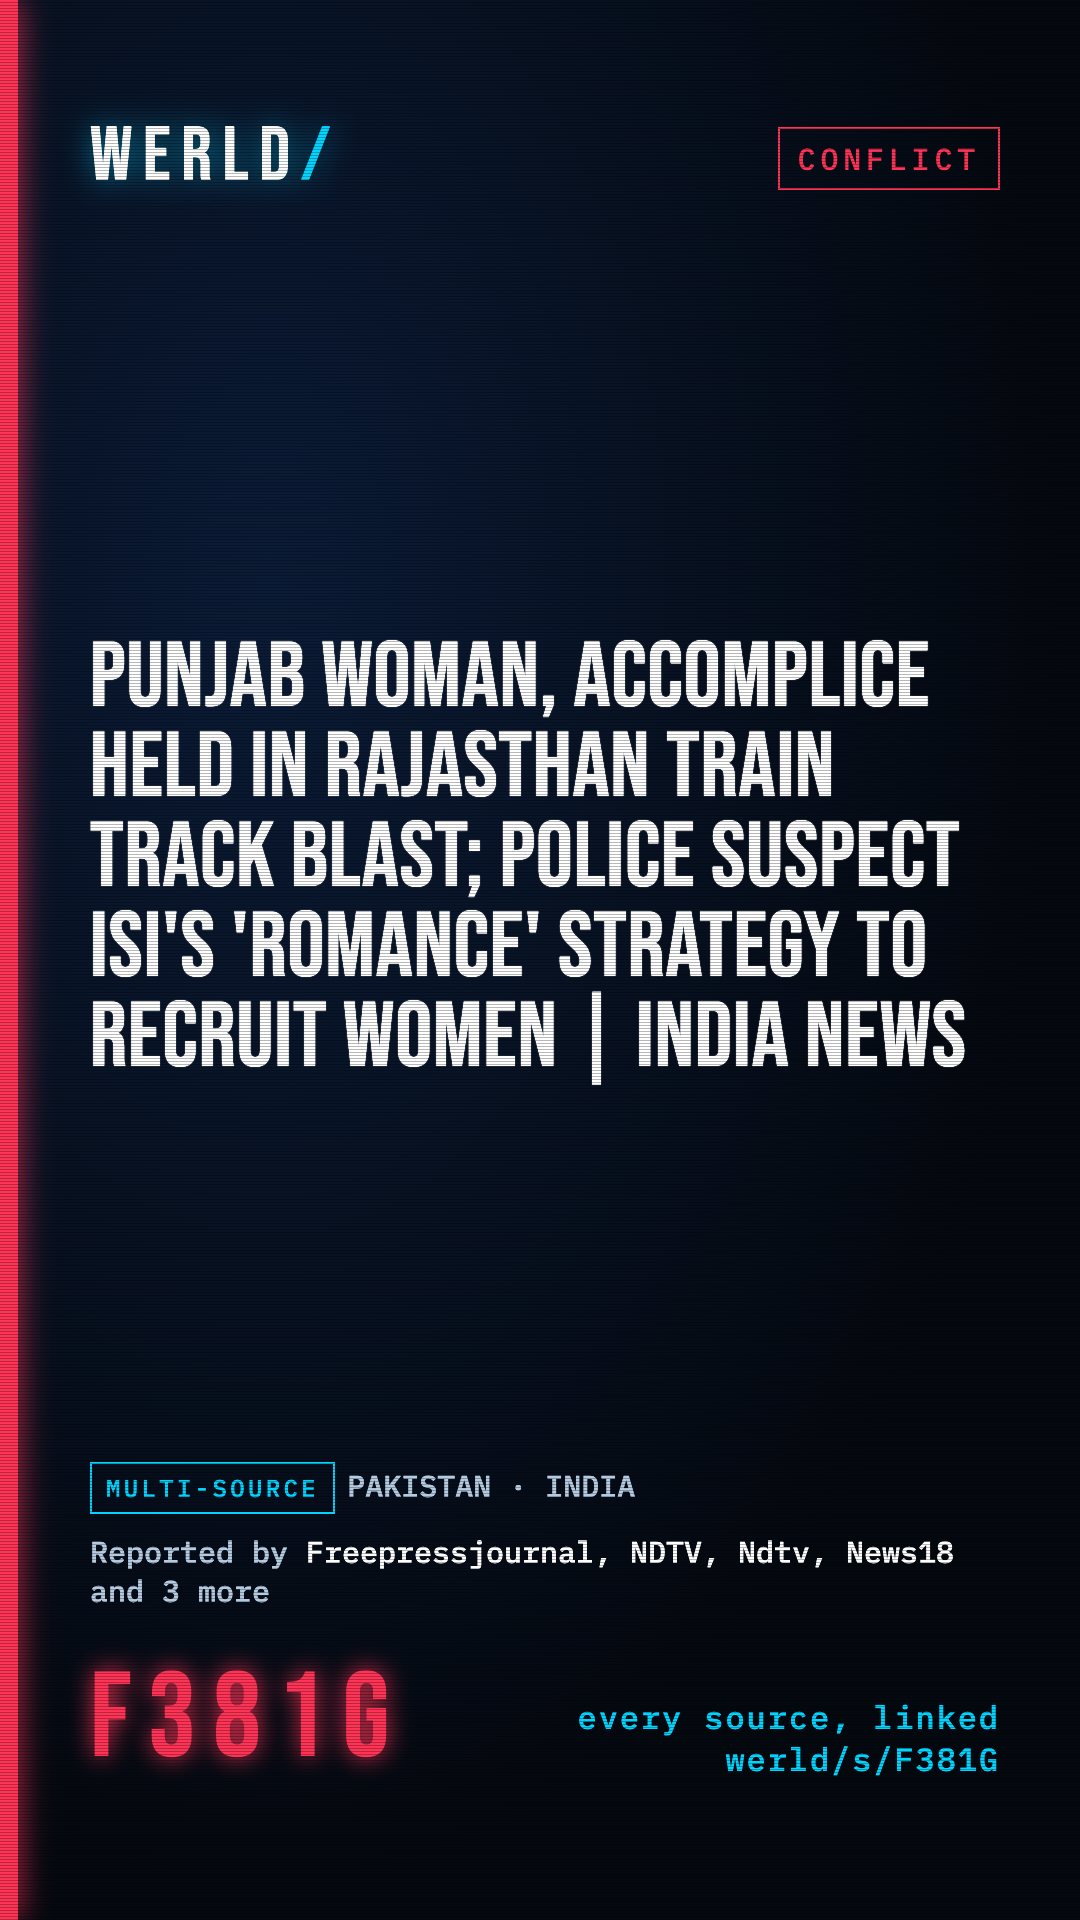 WERLD/
CONFLICT
PUNJAB WOMAN, ACCOMPLICE
HELD IN RAJASTHAN TRAIN
TRACK BLAST; POLICE SUSPECT
ISI'S 'ROMANCE' STRATEGY TO
RECRUIT WOMEN | INDIA NEWS
MULTI-SOURCE PAKISTAN · INDIA
Reported by Freepressjournal, NDTV, Ndtv, News18
and 3 more
F381G
every source, linked
werld/s/F381G